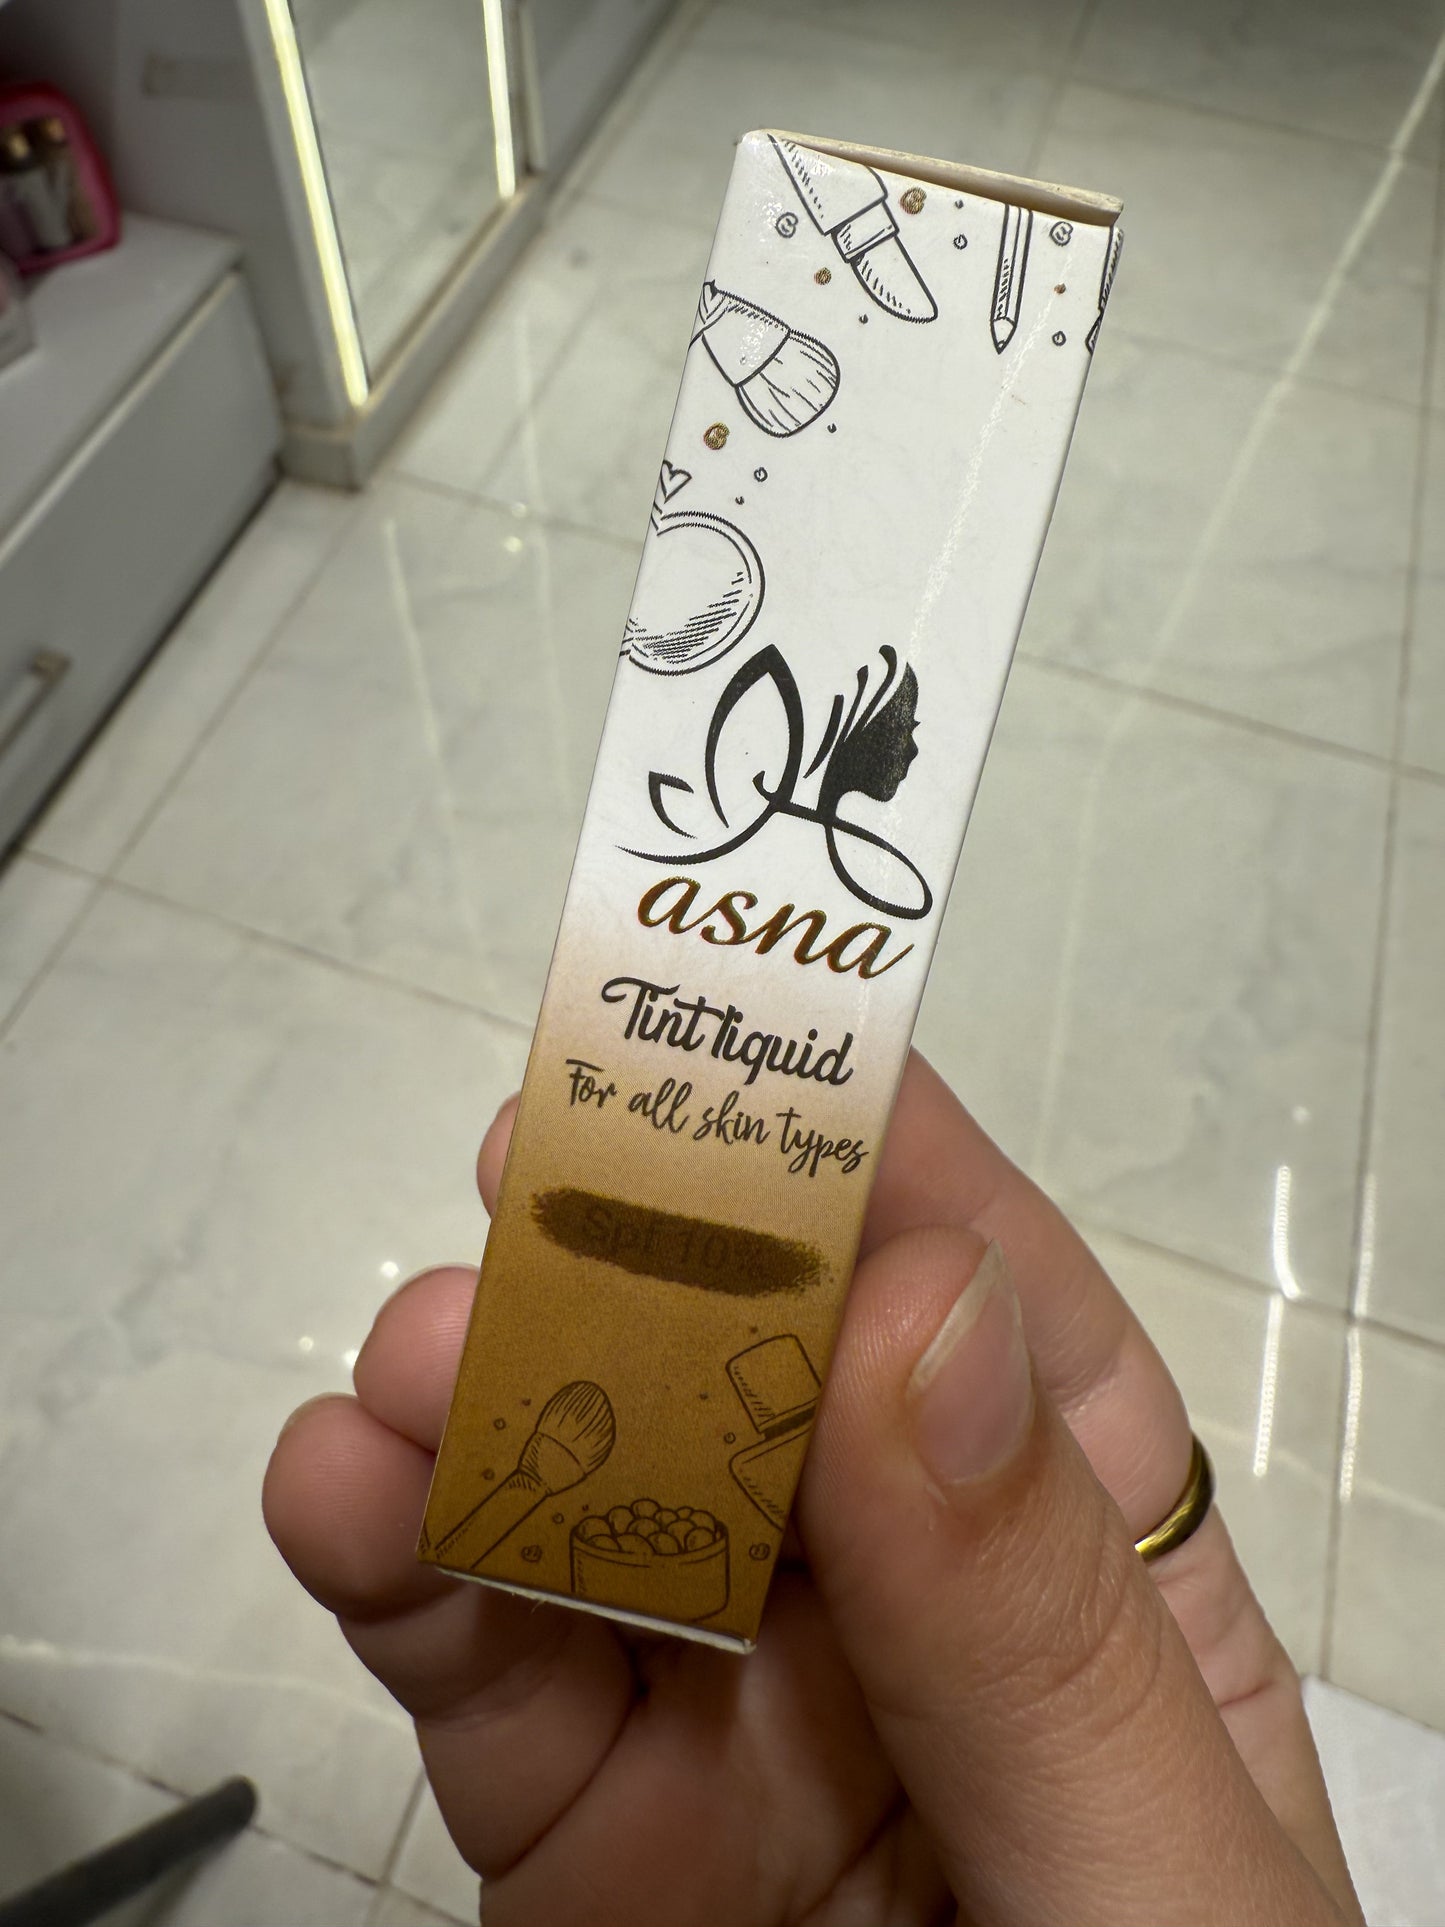 asna
Tint liquid
For all skin types